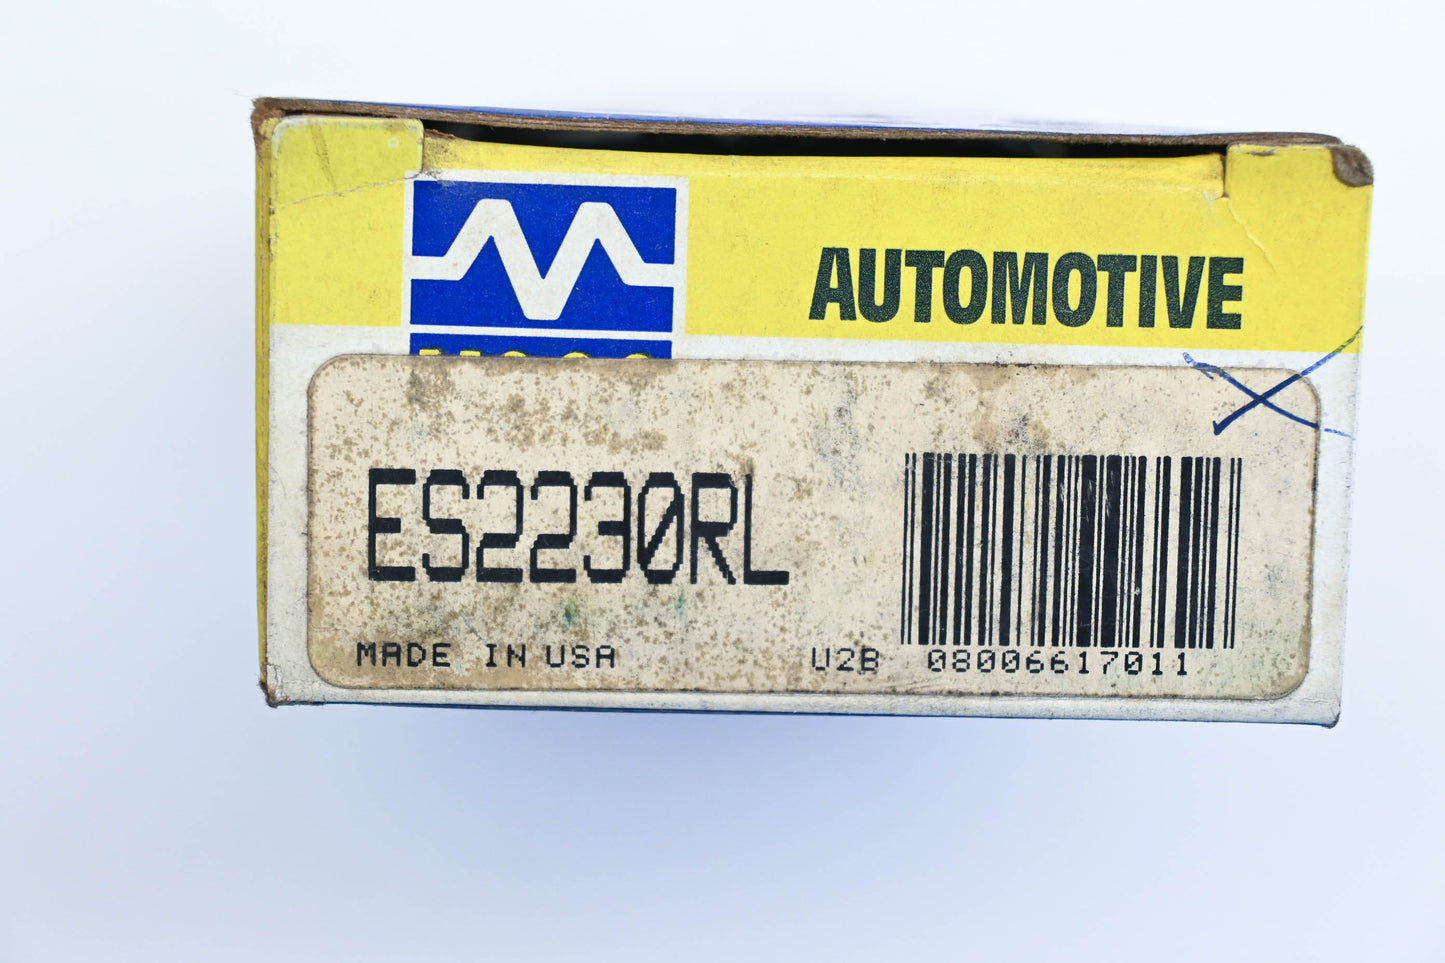 AUTOMOTIVE
ES2230RL
MADE IN USA
U2B 08006617011